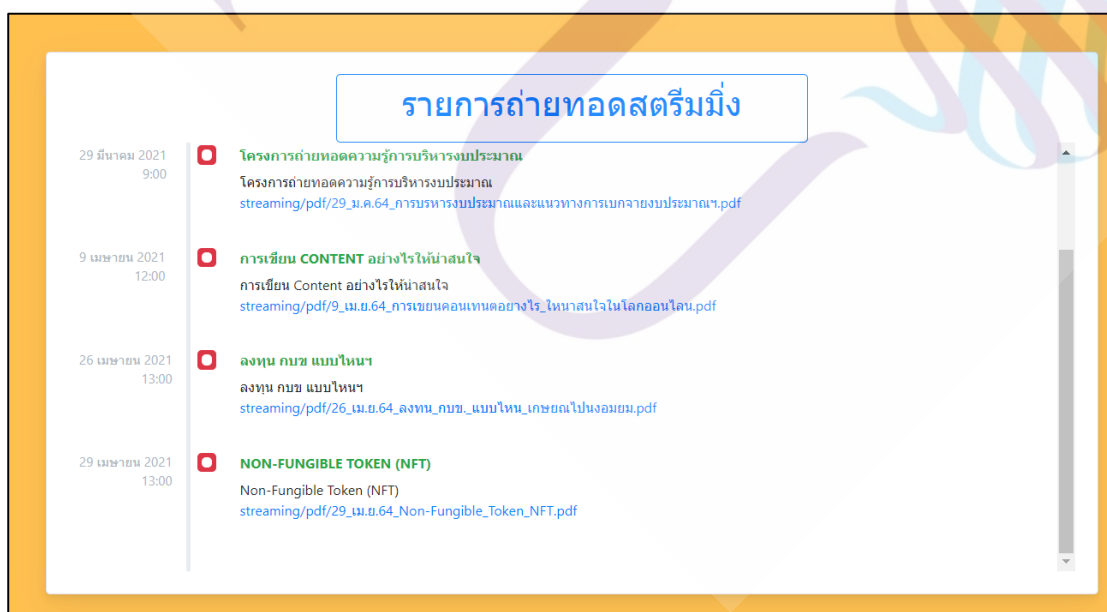 รายการถ่ายทอดสตรีมมิ่ง
29 มีนาคม 2021
9:00
โครงการถ่ายทอดความรู้การบริหารงบประมาณ
โครงการถ่ายทอดความรู้การบริหารงบประมาณ
streaming/pdf/29_ม.ค.64_การบรหารงบประมาณและแนวทางการเบกจายงบประมาณฯ.pdf
9 เมษายน 2021
12:00
การเขียน CONTENT อย่างไรให้น่าสนใจ
การเขียน Content อย่างไรให้น่าสนใจ
streaming/pdf/9_เม.ย.64_การเขยนคอนเทนตอยางไร_ใหนาสนใจในโลกออนไลน.pdf
26 เมษายน 2021
13:00
ลงทุน กบข แบบไหนฯ
ลงทุน กบข แบบไหนฯ
streaming/pdf/26_เม.ย.64_ลงทน_กบข._แบบไหน_เกษยณไปนงอมยม.pdf
29 เมษายน 2021
13:00
NON-FUNGIBLE TOKEN (NFT)
Non-Fungible Token (NFT)
streaming/pdf/29_เม.ย.64_Non-Fungible_Token_NFT.pdf